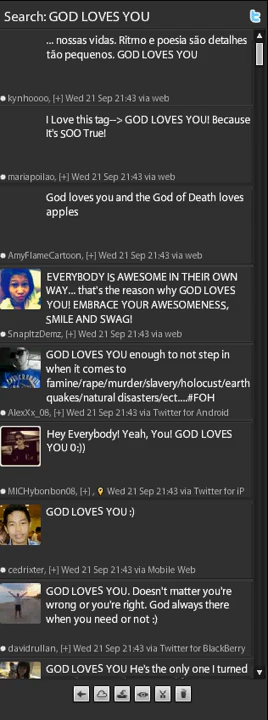 Search: GOD LOVES YOU
... nossas vidas. Ritmo e poesia são detalhes
tão pequenos. GOD LOVES YOU
kynhoooo, [+] Wed 21 Sep 21:43 via web
I Love this tag--> GOD LOVES YOU! Because
It's SOO True!
mariapoilao, [+] Wed 21 Sep 21:43 via web
God loves you and the God of Death loves
apples
AmyFlameCartoon, [+] Wed 21 Sep 21:43 via web
EVERYBODY IS AWESOME IN THEIR OWN
WAY... that's the reason why GOD LOVES
YOU! EMBRACE YOUR AWESOMENESS,
SMILE AND SWAG!
SnapItzDemz, [+] Wed 21 Sep 21:43 via web
GOD LOVES YOU enough to not step in
when it comes to
famine/rape/murder/slavery/holocust/earth
quakes/natural disasters/ect....#FOH
AlexXx_08, [+] Wed 21 Sep 21:43 via Twitter for Android
Hey Everybody! Yeah, You! GOD LOVES
YOU 0:))
MICHybonbon08, [+] , Wed 21 Sep 21:43 via Twitter for iP
GOD LOVES YOU :)
cedrixter, [+] Wed 21 Sep 21:43 via Mobile Web
GOD LOVES YOU. Doesn't matter you're
wrong or you're right. God always there
when you need or not :)
davidrullan, [+] Wed 21 Sep 21:43 via Twitter for BlackBerry
GOD LOVES YOU He's the only one I turned